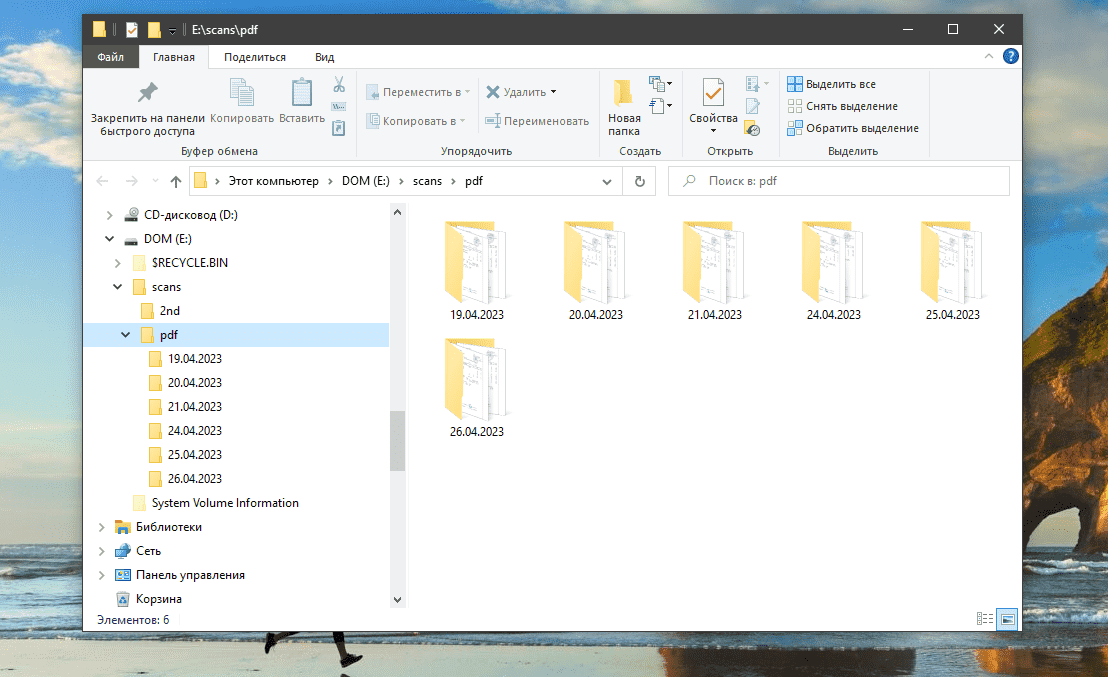 E:\scans\pdf
Файл Главная Поделиться Вид
Закрепить на панели быстрого доступа
Копировать
Вставить
Переместить в
Копировать в
Удалить
Переименовать
Новая папка
Свойства
Выделить все
Снять выделение
Обратить выделение
Буфер обмена Упорядочить Создать Открыть Выделить
Этот компьютер DOM (E:) scans pdf
Поиск в: pdf
CD-дисковод (D:)
DOM (E:)
$RECYCLE.BIN
scans
2nd
pdf
19.04.2023
20.04.2023
21.04.2023
24.04.2023
25.04.2023
26.04.2023
System Volume Information
Библиотеки
Сеть
Панель управления
Корзина
19.04.2023 20.04.2023 21.04.2023 24.04.2023 25.04.2023
26.04.2023
Элементов: 6